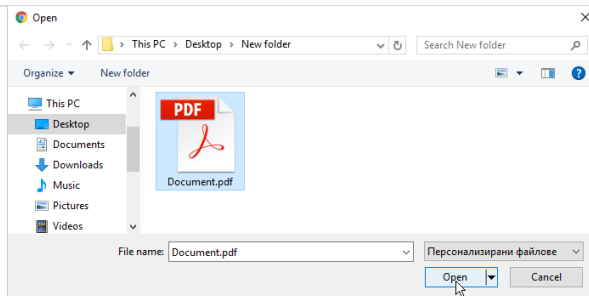 Open
This PC > Desktop > New folder
Search New folder
Organize
New folder
This PC
Desktop
Documents
Downloads
Music
Pictures
Videos
PDF
Document.pdf
File name: Document.pdf
Персонализирани файлове
Open
Cancel